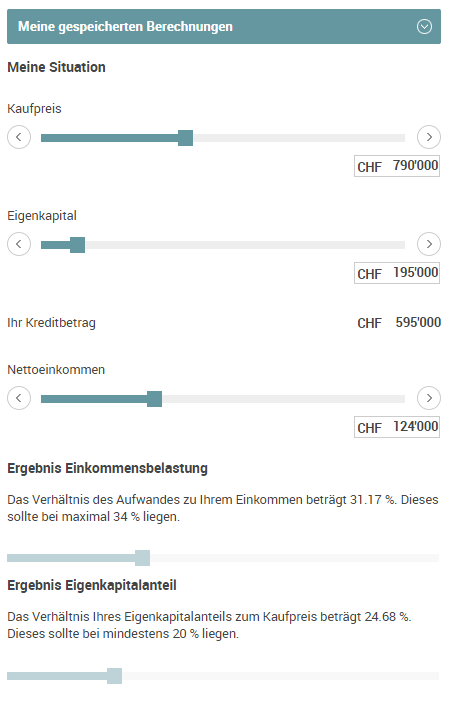 Meine gespeicherten Berechnungen
Meine Situation
Kaufpreis
CHF 790'000
Eigenkapital
CHF 195'000
Ihr Kreditbetrag CHF 595'000
Nettoeinkommen
CHF 124'000
Ergebnis Einkommensbelastung
Das Verhältnis des Aufwandes zu Ihrem Einkommen beträgt 31.17 %. Dieses
sollte bei maximal 34 % liegen.
Ergebnis Eigenkapitalanteil
Das Verhältnis Ihres Eigenkapitalanteils zum Kaufpreis beträgt 24.68 %.
Dieses sollte bei mindestens 20 % liegen.